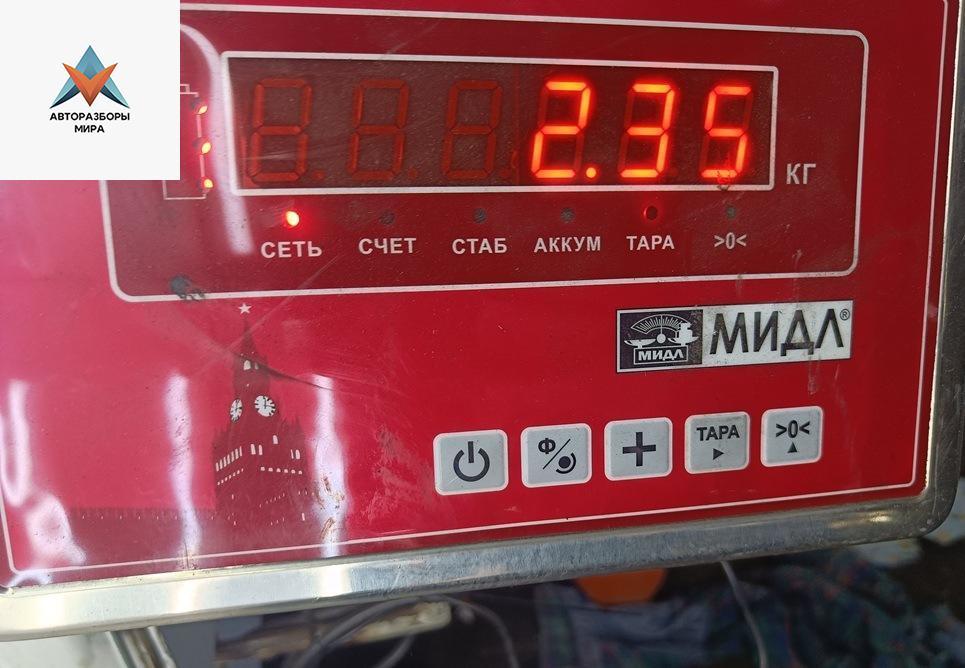 АВТОРАЗБОРЫ
МИРА
2.35
КГ
СЕТЬ СЧЕТ СТАБ АККУМ ТАРА >0<
МИДЛ МИДЛ®
Ф + ТАРА >0<